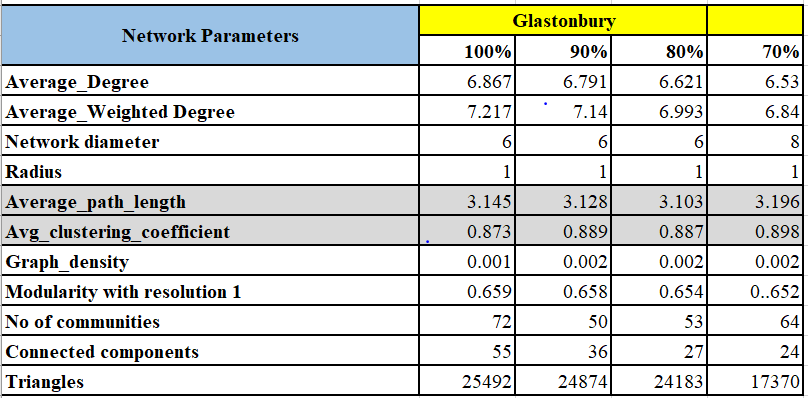 Network Parameters Glastonbury
100% 90% 80% 70%
Average_Degree 6.867 6.791 6.621 6.53
Average_Weighted Degree 7.217 7.14 6.993 6.84
Network diameter 6 6 6 8
Radius 1 1 1 1
Average_path_length 3.145 3.128 3.103 3.196
Avg_clustering_coefficient 0.873 0.889 0.887 0.898
Graph_density 0.001 0.002 0.002 0.002
Modularity with resolution 1 0.659 0.658 0.654 0..652
No of communities 72 50 53 64
Connected components 55 36 27 24
Triangles 25492 24874 24183 17370